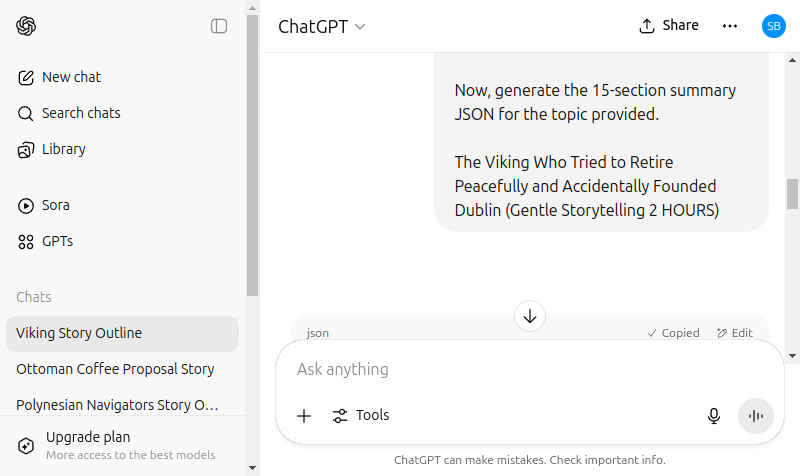 ChatGPT
Share
SB
New chat
Search chats
Library
Sora
GPTs
Chats
Viking Story Outline
Ottoman Coffee Proposal Story
Polynesian Navigators Story O…
Upgrade plan
More access to the best models
Now, generate the 15-section summary
JSON for the topic provided.
The Viking Who Tried to Retire
Peacefully and Accidentally Founded
Dublin (Gentle Storytelling 2 HOURS)
json
Copied
Edit
Ask anything
Tools
ChatGPT can make mistakes. Check important info.